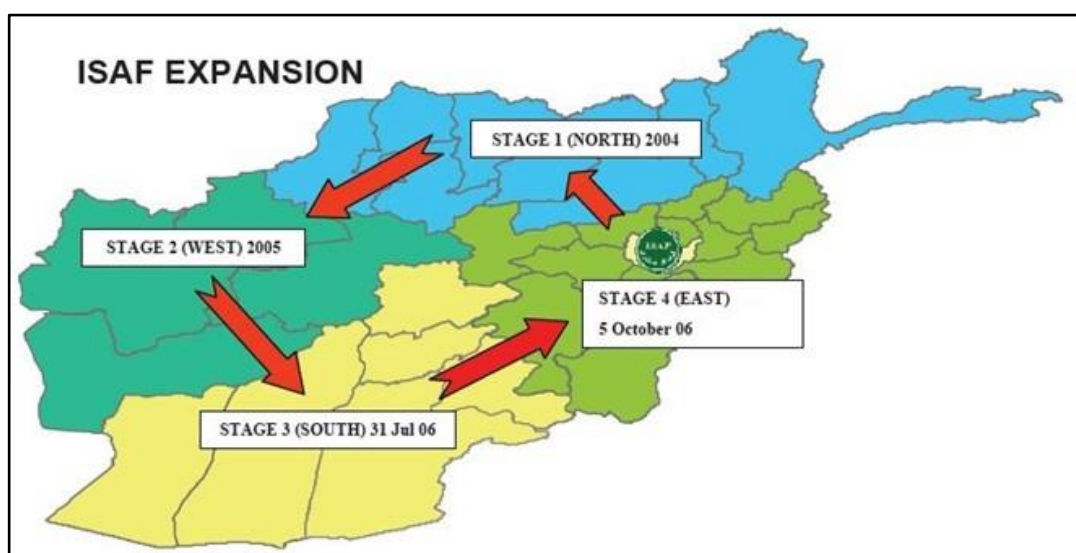 ISAF EXPANSION
STAGE 1 (NORTH) 2004
STAGE 2 (WEST) 2005
ISAF
STAGE 4 (EAST)
5 October 06
STAGE 3 (SOUTH) 31 Jul 06